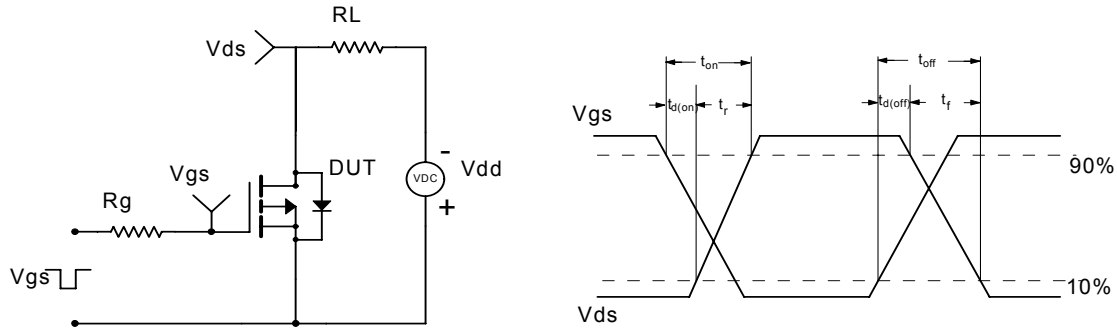 RL
Vds
-
Vdd
VDC
+
DUT
Vgs
Rg
Vgs
ton
toff
td(on)
tr
td(off)
tf
Vgs
90%
10%
Vds